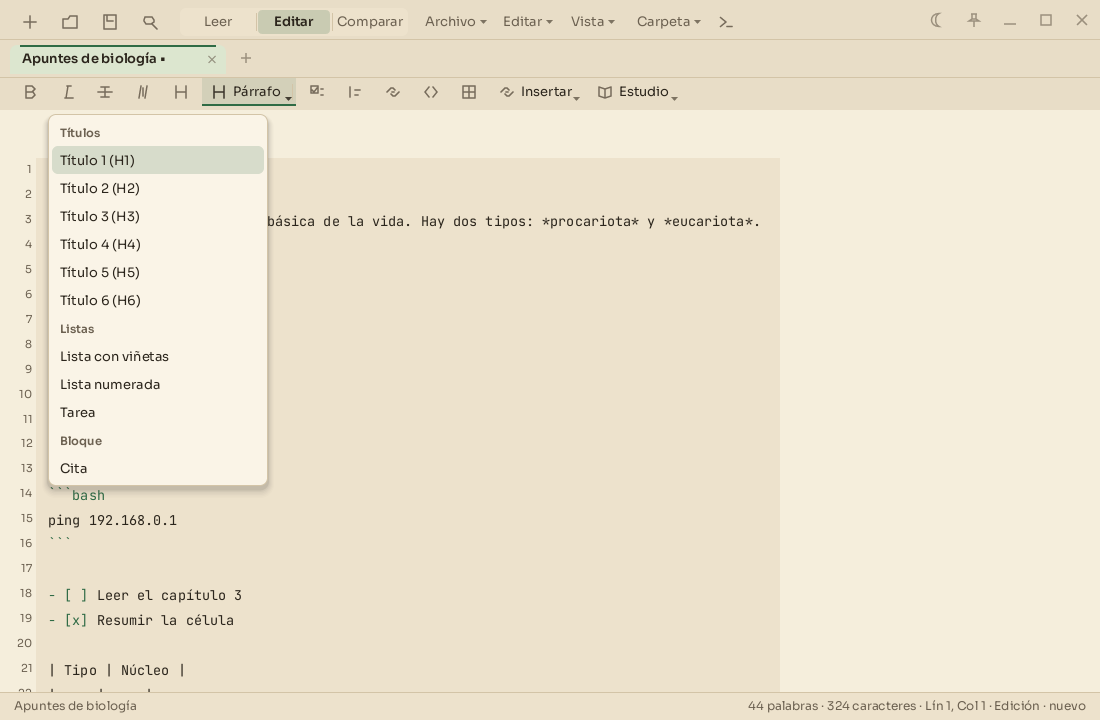 Leer Editar Comparar Archivo Editar Vista Carpeta
Apuntes de biología •
Párrafo Insertar Estudio
Títulos
Título 1 (H1)
Título 2 (H2)
Título 3 (H3)
Título 4 (H4)
Título 5 (H5)
Título 6 (H6)
Listas
Lista con viñetas
Lista numerada
Tarea
Bloque
Cita
1
2
3 básica de la vida. Hay dos tipos: *procariota* y *eucariota*.
4
5
6
7
8
9
10
11
12
13
14 ```bash
15 ping 192.168.0.1
16 ```
17
18 - [ ] Leer el capítulo 3
19 - [x] Resumir la célula
20
21 | Tipo | Núcleo |
Apuntes de biología 44 palabras · 324 caracteres · Lín 1, Col 1 · Edición · nuevo